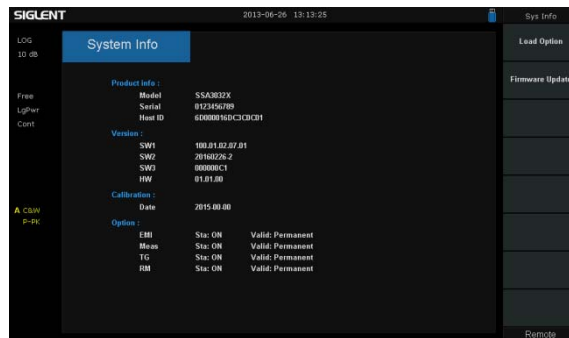 SIGLENT 2013-06-26 13:13:25 Sys Info
LOG
10 dB
Free
LgPwr
Cont
A C&W
P-PK
System Info
Product info :
Model SSA3032X
Serial 0123456789
Host ID 6D000016DC3CDC01
Version :
SW1 100.01.02.07.01
SW2 20160226-2
SW3 000000C1
HW 01.01.00
Calibration :
Date 2015-00-00
Option :
EMI Sta: ON Valid: Permanent
Meas Sta: ON Valid: Permanent
TG Sta: ON Valid: Permanent
RM Sta: ON Valid: Permanent
Load Option
Firmware Update
Remote